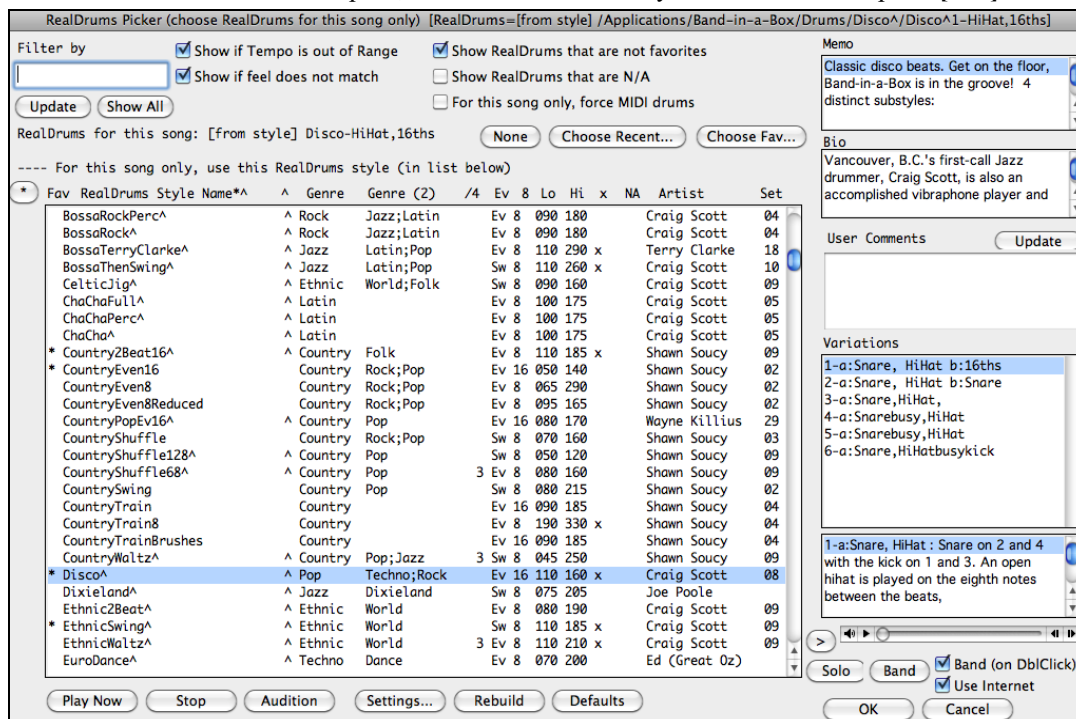 RealDrums Picker (choose RealDrums for this song only) [RealDrums=[from style] /Applications/Band-in-a-Box/Drums/Disco^/Disco^1-HiHat,16ths]
Filter by
Show if Tempo is out of Range
Show if feel does not match
Show RealDrums that are not favorites
Show RealDrums that are N/A
For this song only, force MIDI drums
Update Show All
RealDrums for this song: [from style] Disco-HiHat,16ths
None Choose Recent... Choose Fav...
---- For this song only, use this RealDrums style (in list below)
* Fav RealDrums Style Name*^ ^ Genre Genre (2) /4 Ev 8 Lo Hi x NA Artist Set
BossaRockPerc^ ^ Rock Jazz;Latin Ev 8 090 180 Craig Scott 04
BossaRock^ ^ Rock Jazz;Latin Ev 8 090 180 Craig Scott 04
BossaTerryClarke^ ^ Jazz Latin;Pop Ev 8 110 290 x Terry Clarke 18
BossaThenSwing^ ^ Jazz Latin;Pop Sw 8 110 260 x Craig Scott 10
CelticJig^ ^ Ethnic World;Folk Sw 8 090 160 Craig Scott 09
ChaChaFull^ ^ Latin Ev 8 100 175 Craig Scott 05
ChaChaPerc^ ^ Latin Ev 8 100 175 Craig Scott 05
ChaCha^ ^ Latin Ev 8 100 175 Craig Scott 05
* Country2Beat16^ ^ Country Folk Ev 8 110 185 x Shawn Soucy 09
* CountryEven16 Country Rock;Pop Ev 16 050 140 Shawn Soucy 02
CountryEven8 Country Rock;Pop Ev 8 065 290 Shawn Soucy 02
CountryEven8Reduced Country Rock;Pop Ev 8 095 165 Shawn Soucy 02
CountryPopEv16^ ^ Country Pop Ev 16 080 170 Wayne Killius 29
CountryShuffle Country Rock;Pop Sw 8 070 160 Shawn Soucy 03
CountryShuffle128^ ^ Country Pop Sw 8 050 120 Shawn Soucy 09
CountryShuffle68^ ^ Country Pop 3 Ev 8 080 160 Shawn Soucy 09
CountrySwing Country Pop Sw 8 080 215 Shawn Soucy 02
CountryTrain Country Ev 16 090 185 Shawn Soucy 04
CountryTrain8 Country Ev 8 190 330 x Shawn Soucy 04
CountryTrainBrushes Country Ev 16 090 185 Shawn Soucy 04
CountryWaltz^ ^ Country Pop;Jazz 3 Sw 8 045 250 Shawn Soucy 09
* Disco^ ^ Pop Techno;Rock Ev 16 110 160 x Craig Scott 08
Dixieland^ ^ Jazz Dixieland Sw 8 075 205 Joe Poole
Ethnic2Beat^ ^ Ethnic World Ev 8 080 190 Craig Scott 09
* EthnicSwing^ ^ Ethnic World Sw 8 110 185 x Craig Scott 09
EthnicWaltz^ ^ Ethnic World 3 Ev 8 110 210 x Craig Scott 09
EuroDance^ ^ Techno Dance Ev 8 070 200 Ed (Great Oz)
Play Now Stop Audition Settings... Rebuild Defaults
Memo
Classic disco beats. Get on the floor,
Band-in-a-Box is in the groove! 4
distinct substyles:
Bio
Vancouver, B.C.'s first-call Jazz
drummer, Craig Scott, is also an
accomplished vibraphone player and
User Comments Update
Variations
1-a:Snare, HiHat b:16ths
2-a:Snare, HiHat b:Snare
3-a:Snare,HiHat,
4-a:Snarebusy,HiHat
5-a:Snarebusy,HiHat
6-a:Snare,HiHatbusykick
1-a:Snare, HiHat : Snare on 2 and 4
with the kick on 1 and 3. An open
hihat is played on the eighth notes
between the beats,
>
Solo Band Band (on DblClick)
Use Internet
OK Cancel